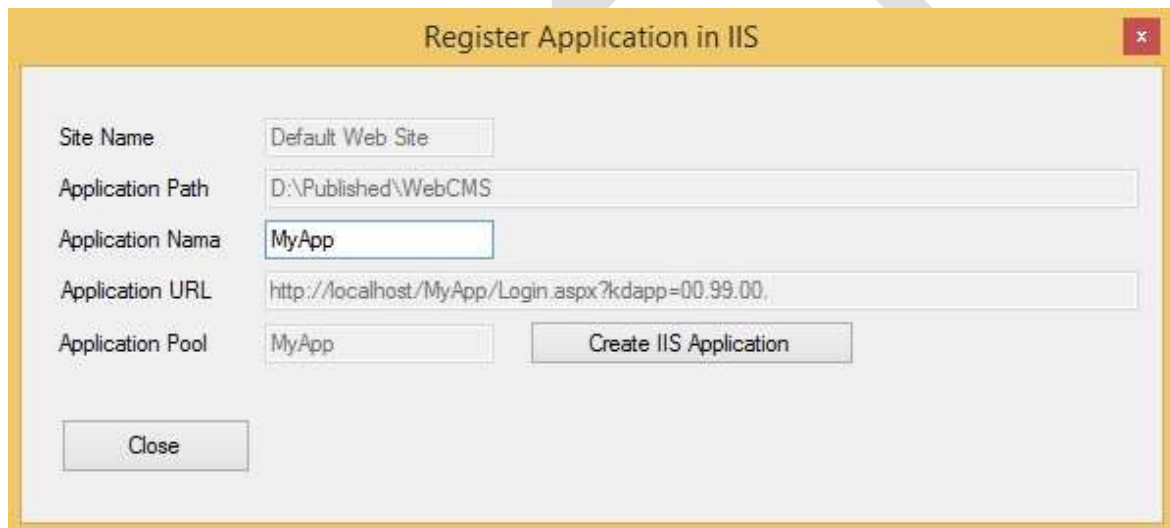 Register Application in IIS
x
Site Name Default Web Site
Application Path D:\Published\WebCMS
Application Nama MyApp
Application URL http://localhost/MyApp/Login.aspx?kdapp=00.99.00.
Application Pool MyApp Create IIS Application
Close